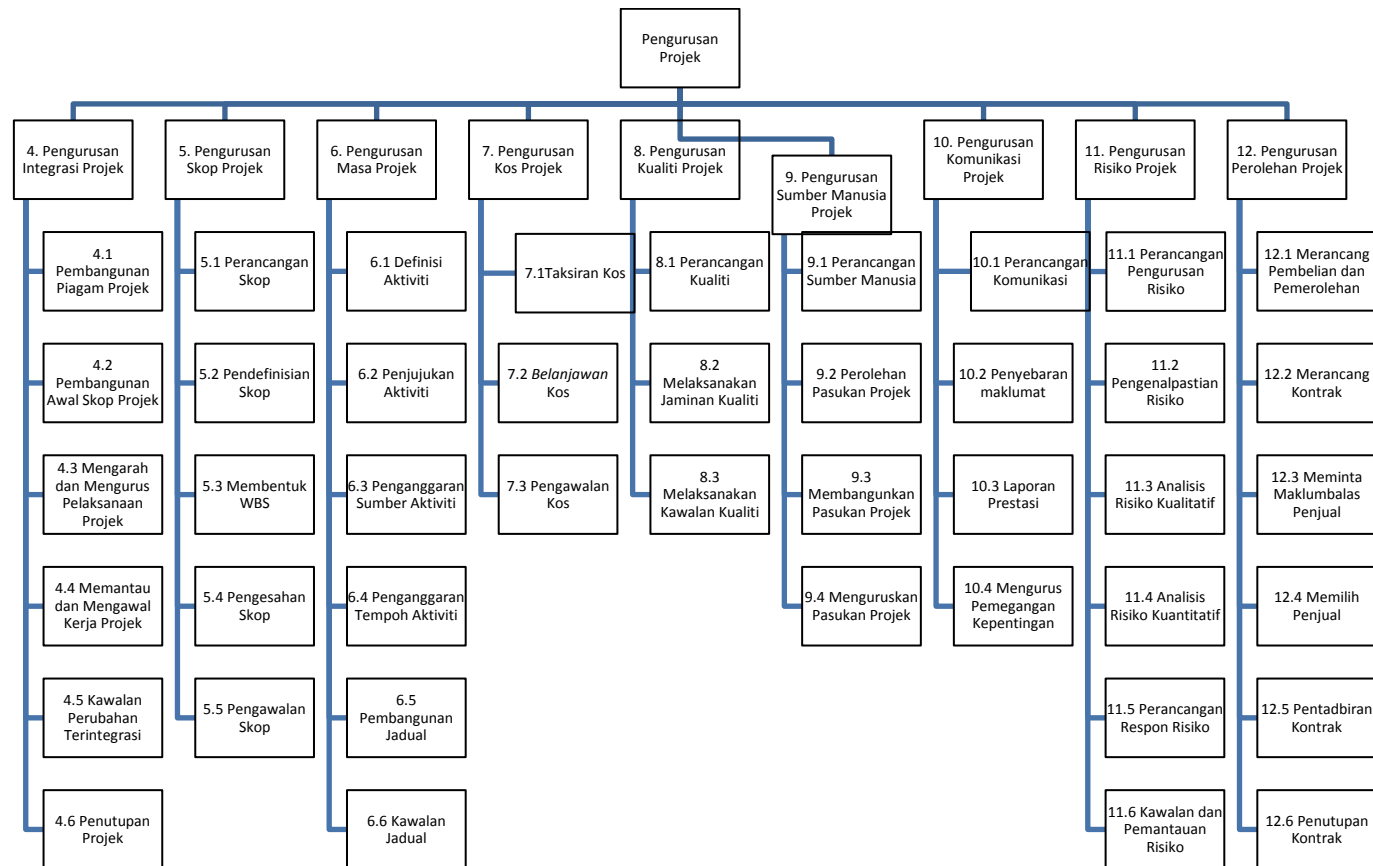 Pengurusan
Projek
4. Pengurusan
Integrasi Projek
4.1
Pembangunan
Piagam Projek
4.2
Pembangunan
Awal Skop Projek
4.3 Mengarah
dan Mengurus
Pelaksanaan
Projek
4.4 Memantau
dan Mengawal
Kerja Projek
4.5 Kawalan
Perubahan
Terintegrasi
4.6 Penutupan
Projek
5. Pengurusan
Skop Projek
5.1 Perancangan
Skop
5.2
Pendefinisian
Skop
5.3 Membentuk
WBS
5.4 Pengesahan
Skop
5.5 Pengawalan
Skop
6. Pengurusan
Masa Projek
6.1 Definisi
Aktiviti
6.2 Penjujukan
Aktiviti
6.3 Penganggaran
Sumber Aktiviti
6.4 Penganggaran
Tempoh Aktiviti
6.5
Pembangunan
Jadual
6.6 Kawalan
Jadual
7. Pengurusan
Kos Projek
7.1Taksiran Kos
7.2 Belanjawan
Kos
7.3 Pengawalan
Kos
8. Pengurusan
Kualiti Projek
8.1 Perancangan
Kualiti
8.2
Melaksanakan
Jaminan Kualiti
8.3
Melaksanakan
Kawalan Kualiti
9. Pengurusan
Sumber Manusia
Projek
9.1 Perancangan
Sumber Manusia
9.2 Perolehan
Pasukan Projek
9.3
Membangunkan
Pasukan Projek
9.4 Menguruskan
Pasukan Projek
10. Pengurusan
Komunikasi
Projek
10.1 Perancangan
Komunikasi
10.2 Penyebaran
maklumat
10.3 Laporan
Prestasi
10.4 Mengurus
Pemegangan
Kepentingan
11. Pengurusan
Risiko Projek
11.1 Perancangan
Pengurusan
Risiko
11.2
Pengenalpastian
Risiko
11.3 Analisis
Risiko Kualitatif
11.4 Analisis
Risiko Kuantitatif
11.5 Perancangan
Respon Risiko
11.6 Kawalan dan
Pemantauan
Risiko
12. Pengurusan
Perolehan Projek
12.1 Merancang
Pembelian dan
Pemerolehan
12.2 Merancang
Kontrak
12.3 Meminta
Maklumbalas
Penjual
12.4 Memilih
Penjual
12.5 Pentadbiran
Kontrak
12.6 Penutupan
Kontrak